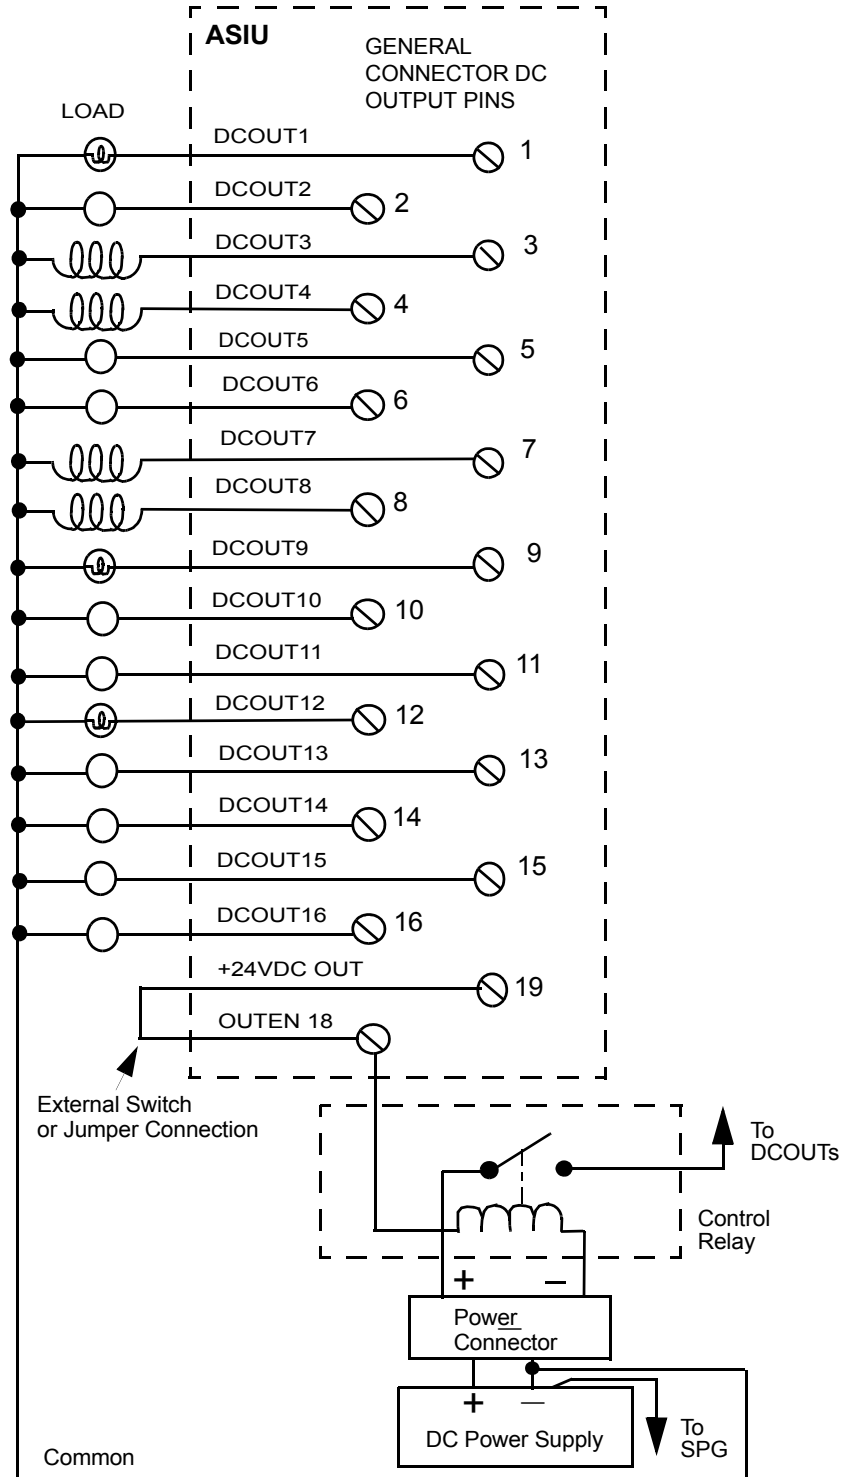 ASIU
GENERAL
CONNECTOR DC
OUTPUT PINS
LOAD
DCOUT1 1
DCOUT2 2
DCOUT3 3
DCOUT4 4
DCOUT5 5
DCOUT6 6
DCOUT7 7
DCOUT8 8
DCOUT9 9
DCOUT10 10
DCOUT11 11
DCOUT12 12
DCOUT13 13
DCOUT14 14
DCOUT15 15
DCOUT16 16
+24VDC OUT 19
OUTEN 18
External Switch
or Jumper Connection
To
DCOUTs
Control
Relay
+ –
Power
Connector
+ –
DC Power Supply
To
SPG
Common